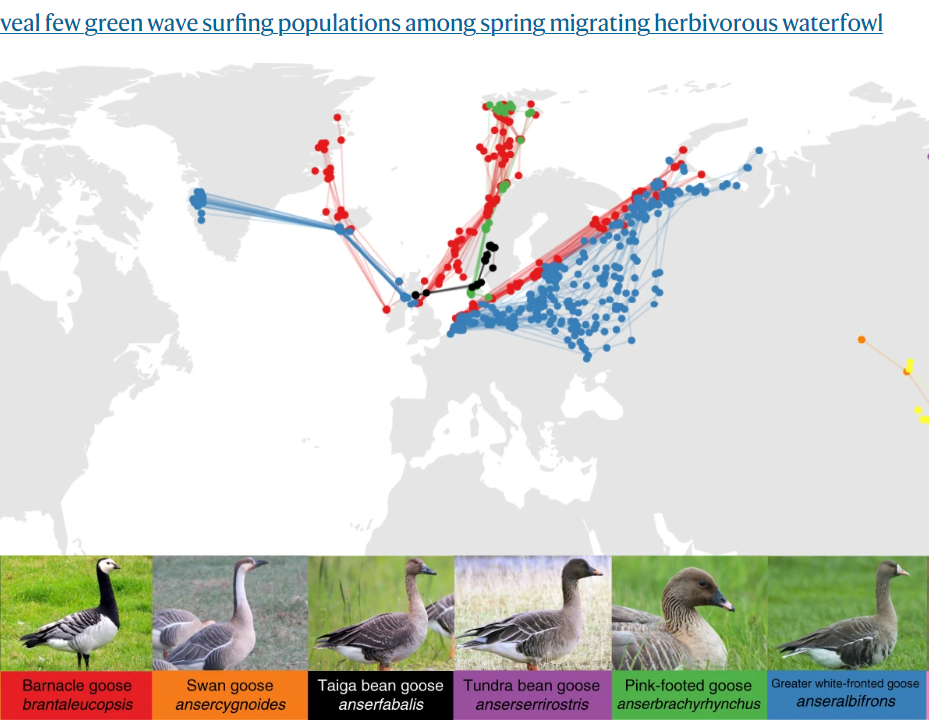 veal few green wave surfing populations among spring migrating herbivorous waterfowl
Barnacle goose
brantaleucopsis
Swan goose
ansercygnoides
Taiga bean goose
anserfabalis
Tundra bean goose
anserserrirostris
Pink-footed goose
anserbrachyrhynchus
Greater white-fronted goose
anseralbifrons